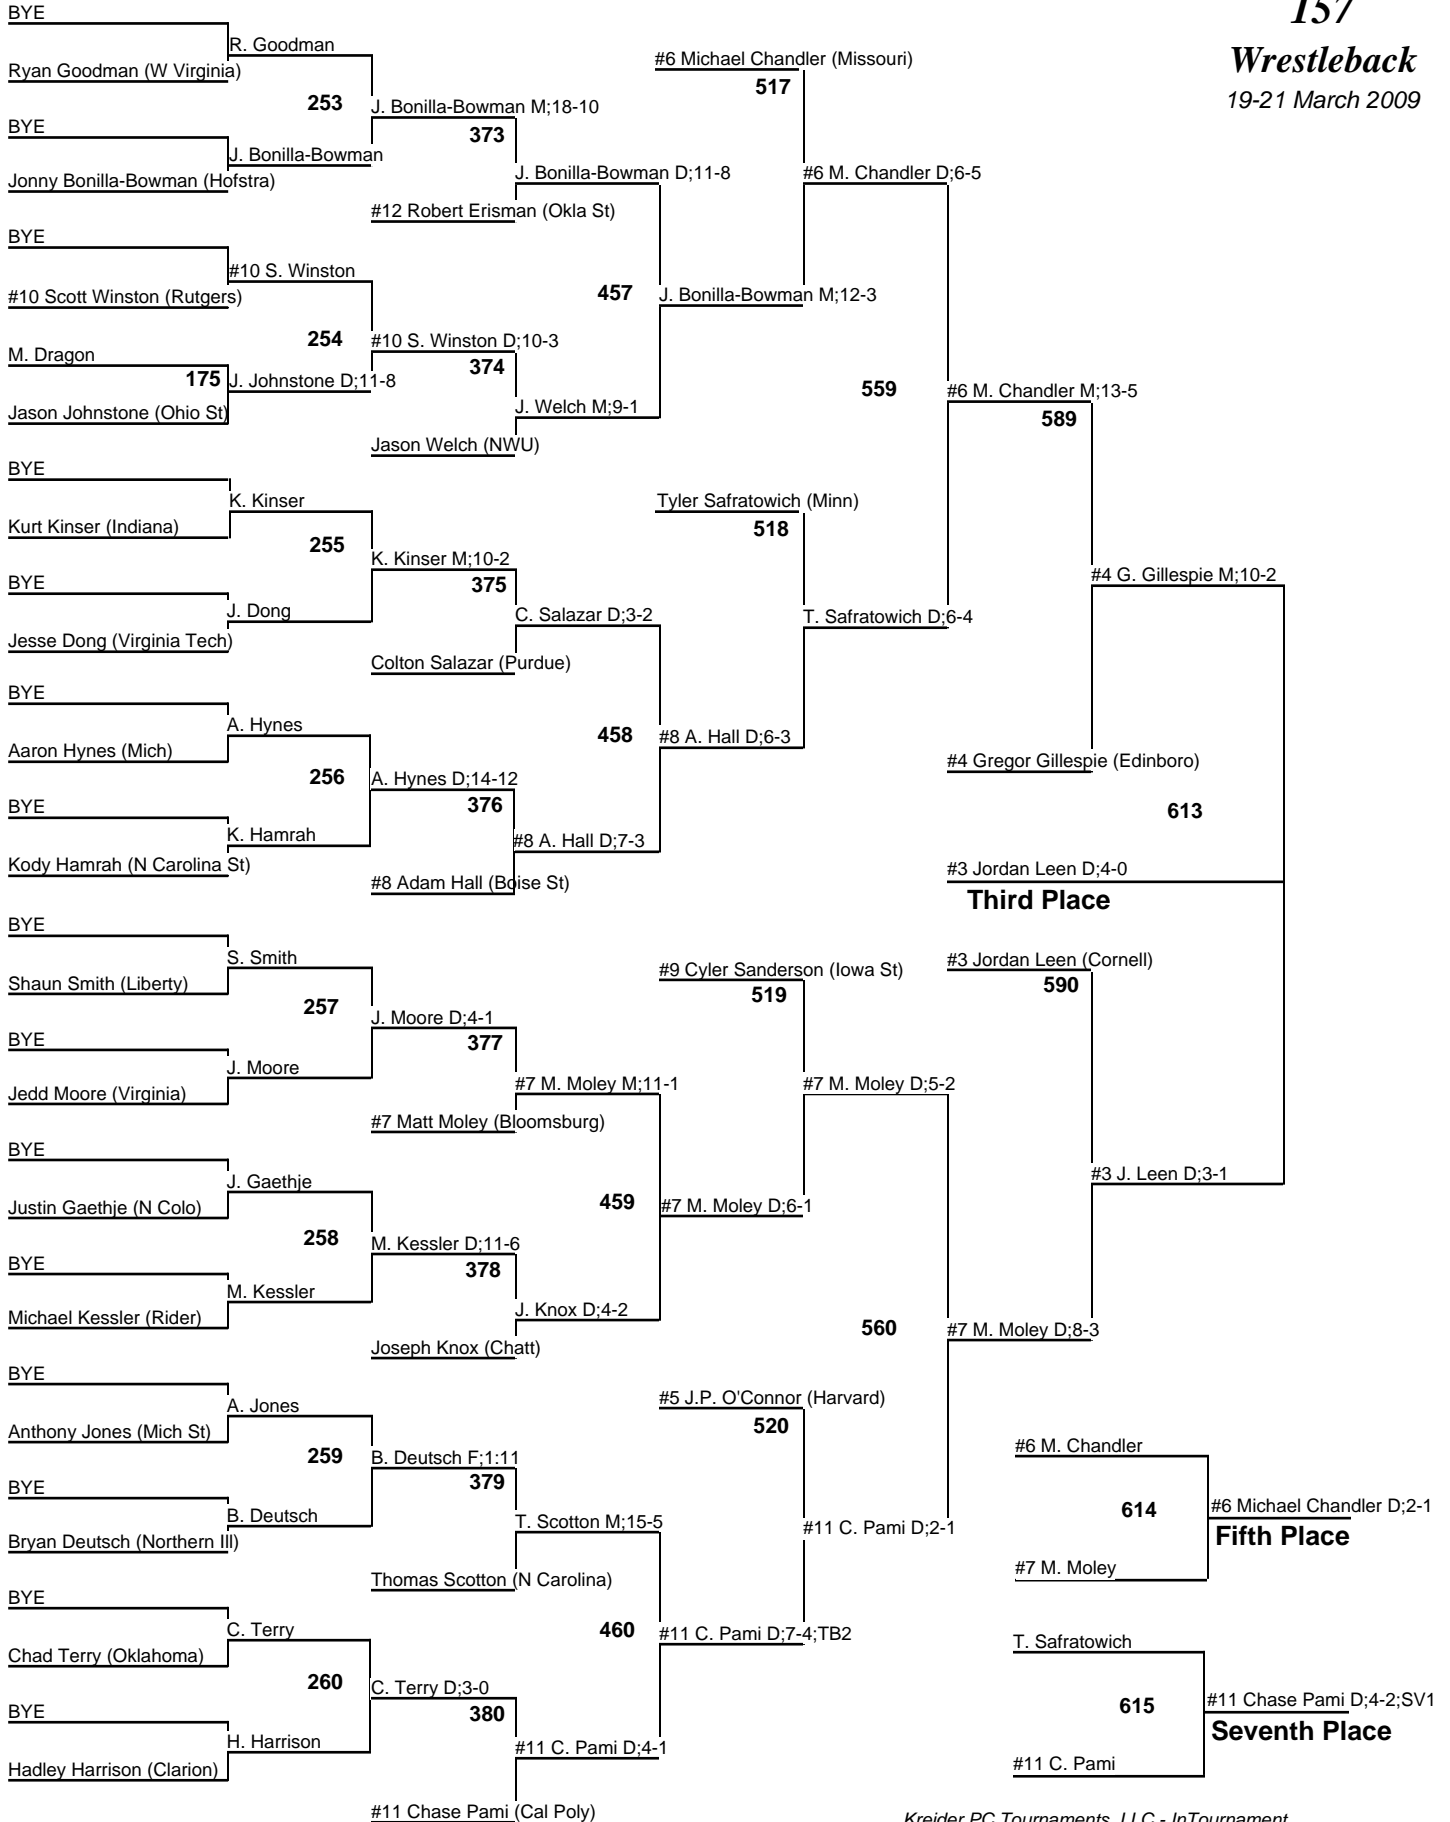 157
Wrestleback
19-21 March 2009
BYE
R. Goodman
Ryan Goodman (W Virginia)
253
J. Bonilla-Bowman M;18-10
BYE
373
J. Bonilla-Bowman
Jonny Bonilla-Bowman (Hofstra)
J. Bonilla-Bowman D;11-8
#12 Robert Erisman (Okla St)
BYE
#10 S. Winston
#10 Scott Winston (Rutgers)
457
J. Bonilla-Bowman M;12-3
254
#10 S. Winston D;10-3
M. Dragon
374
175
J. Johnstone D;11-8
Jason Johnstone (Ohio St)
J. Welch M;9-1
Jason Welch (NWU)
#6 Michael Chandler (Missouri)
517
#6 M. Chandler D;6-5
559
#6 M. Chandler M;13-5
589
BYE
K. Kinser
Kurt Kinser (Indiana)
255
K. Kinser M;10-2
BYE
375
J. Dong
Jesse Dong (Virginia Tech)
C. Salazar D;3-2
Colton Salazar (Purdue)
BYE
A. Hynes
Aaron Hynes (Mich)
458
#8 A. Hall D;6-3
256
A. Hynes D;14-12
BYE
376
K. Hamrah
Kody Hamrah (N Carolina St)
#8 A. Hall D;7-3
#8 Adam Hall (Boise St)
Tyler Safratowich (Minn)
518
T. Safratowich D;6-4
#4 G. Gillespie M;10-2
#4 Gregor Gillespie (Edinboro)
613
#3 Jordan Leen D;4-0
Third Place
BYE
S. Smith
Shaun Smith (Liberty)
257
J. Moore D;4-1
BYE
377
J. Moore
Jedd Moore (Virginia)
#7 M. Moley M;11-1
#7 Matt Moley (Bloomsburg)
BYE
J. Gaethje
Justin Gaethje (N Colo)
459
#7 M. Moley D;6-1
258
M. Kessler D;11-6
BYE
378
M. Kessler
Michael Kessler (Rider)
J. Knox D;4-2
Joseph Knox (Chatt)
#9 Cyler Sanderson (Iowa St)
519
#7 M. Moley D;5-2
#3 Jordan Leen (Cornell)
590
#3 J. Leen D;3-1
560
#7 M. Moley D;8-3
BYE
A. Jones
Anthony Jones (Mich St)
259
B. Deutsch F;1:11
BYE
379
B. Deutsch
Bryan Deutsch (Northern Ill)
T. Scotton M;15-5
Thomas Scotton (N Carolina)
BYE
C. Terry
Chad Terry (Oklahoma)
460
#11 C. Pami D;7-4;TB2
260
C. Terry D;3-0
BYE
380
H. Harrison
Hadley Harrison (Clarion)
#11 C. Pami D;4-1
#11 Chase Pami (Cal Poly)
#5 J.P. O'Connor (Harvard)
520
#11 C. Pami D;2-1
#6 M. Chandler
614
#6 Michael Chandler D;2-1
Fifth Place
#7 M. Moley
T. Safratowich
615
#11 Chase Pami D;4-2;SV1
Seventh Place
#11 C. Pami
Kreider PC Tournaments, LLC - InTournament